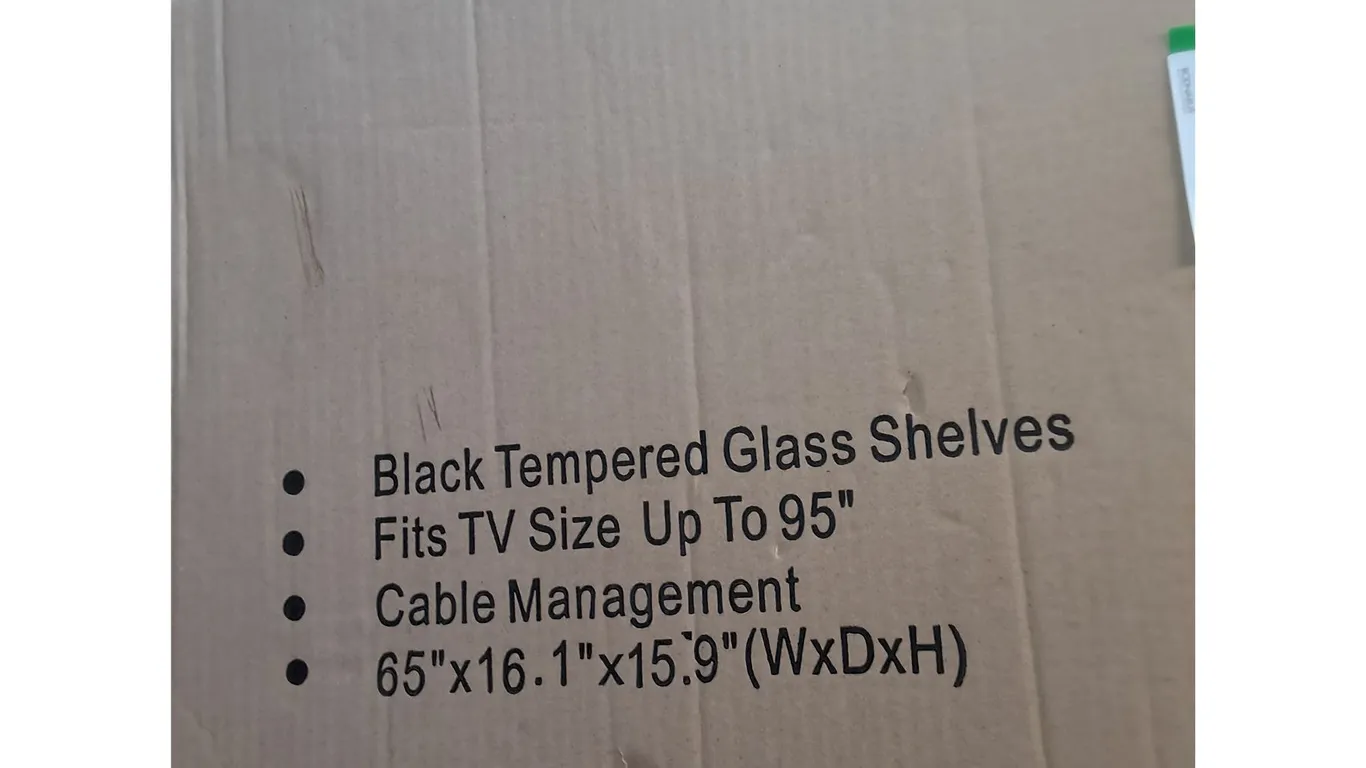 • Black Tempered Glass Shelves
• Fits TV Size Up To 95"
• Cable Management
• 65"x16.1"x15.9"(WxDxH)